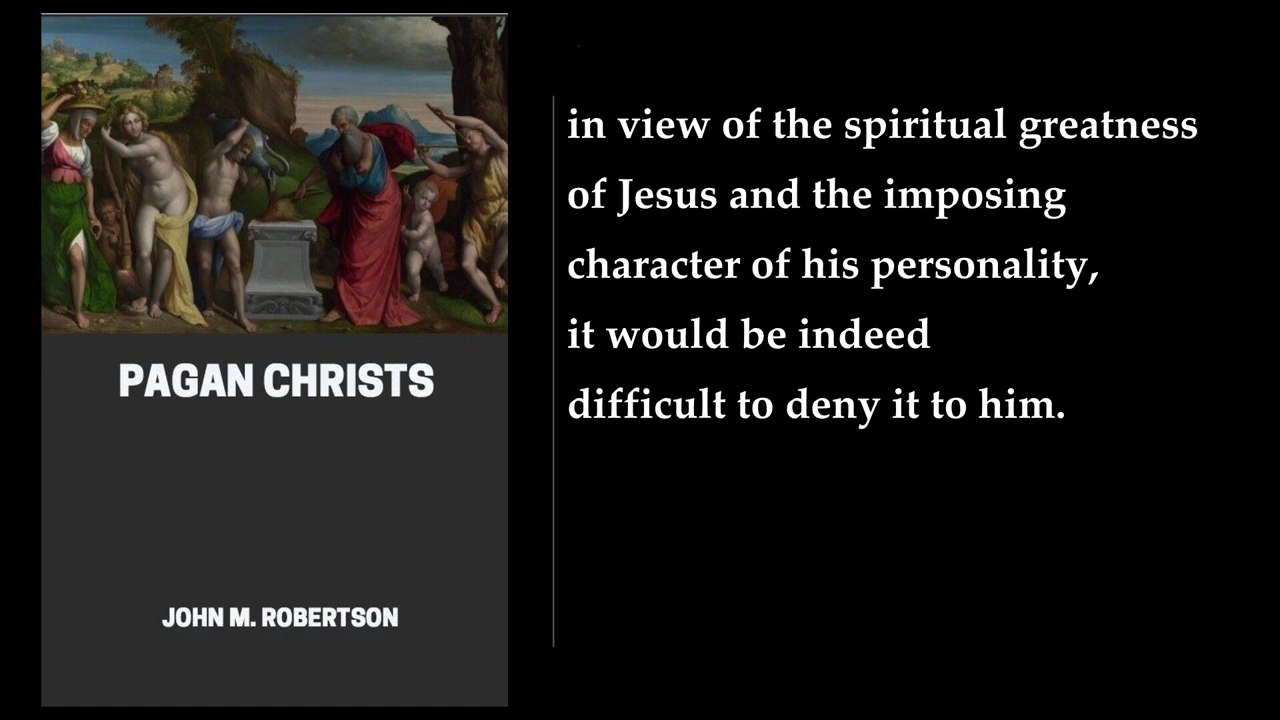 PAGAN CHRISTS
JOHN M. ROBERTSON
in view of the spiritual greatness
of Jesus and the imposing
character of his personality,
it would be indeed
difficult to deny it to him.